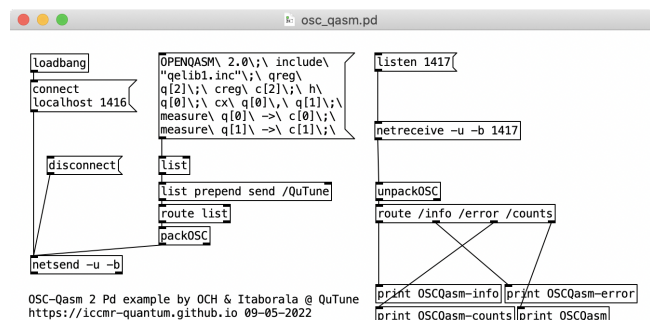 osc_qasm.pd
loadbang
connect
localhost 1416
disconnect
netsend -u -b
OPENQASM\ 2.0\;\ include\
"qelib1.inc"\;\ qreg\
q[2]\;\ creg\ c[2]\;\ h\
q[0]\;\ cx\ q[0]\,\ q[1]\;\
measure\ q[0]\ ->\ c[0]\;\
measure\ q[1]\ ->\ c[1]\;\
list
list prepend send /QuTune
route list
packOSC
listen 1417
netreceive -u -b 1417
unpackOSC
route /info /error /counts
print OSCQasm-info
print OSCQasm-error
print OSCQasm-counts
print OSCQasm
OSC-Qasm 2 Pd example by OCH & Itaborala @ QuTune
https://iccmr-quantum.github.io 09-05-2022